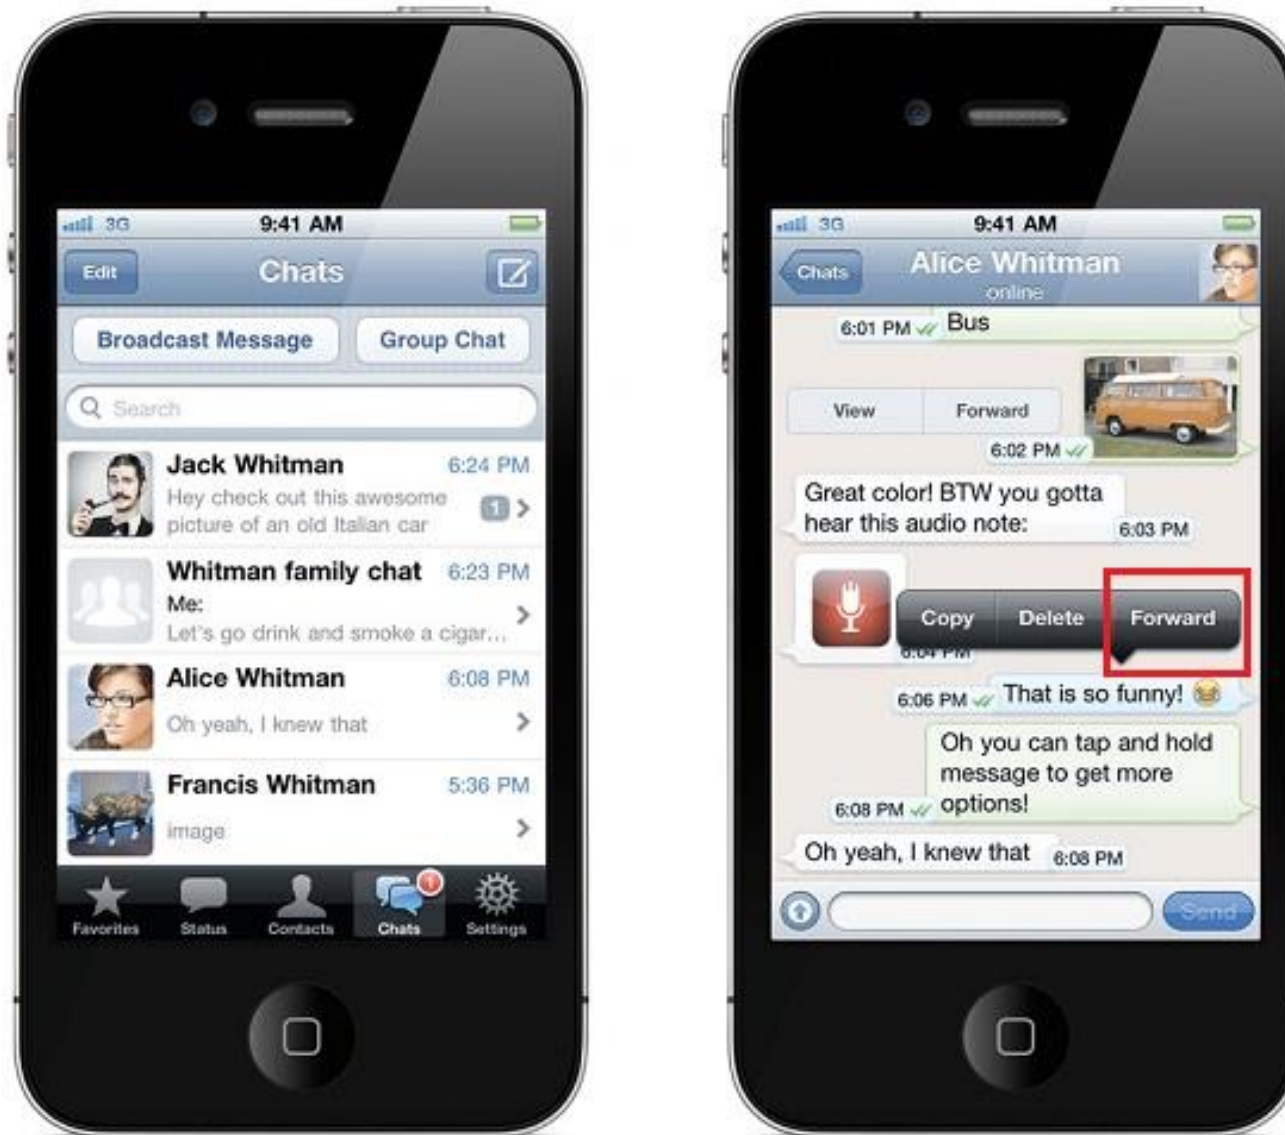 3G 9:41 AM
Edit Chats
Broadcast Message Group Chat
Search
Jack Whitman 6:24 PM
Hey check out this awesome
picture of an old Italian car 1
Whitman family chat 6:23 PM
Me:
Let's go drink and smoke a cigar...
Alice Whitman 6:08 PM
Oh yeah, I knew that
Francis Whitman 5:36 PM
image
1
Favorites Status Contacts Chats Settings
3G 9:41 AM
Chats Alice Whitman
online
6:01 PM Bus
View Forward
6:02 PM
Great color! BTW you gotta
hear this audio note: 6:03 PM
Copy Delete Forward
6:04 PM
6:06 PM That is so funny!
Oh you can tap and hold
message to get more
6:08 PM options!
Oh yeah, I knew that 6:08 PM
Send